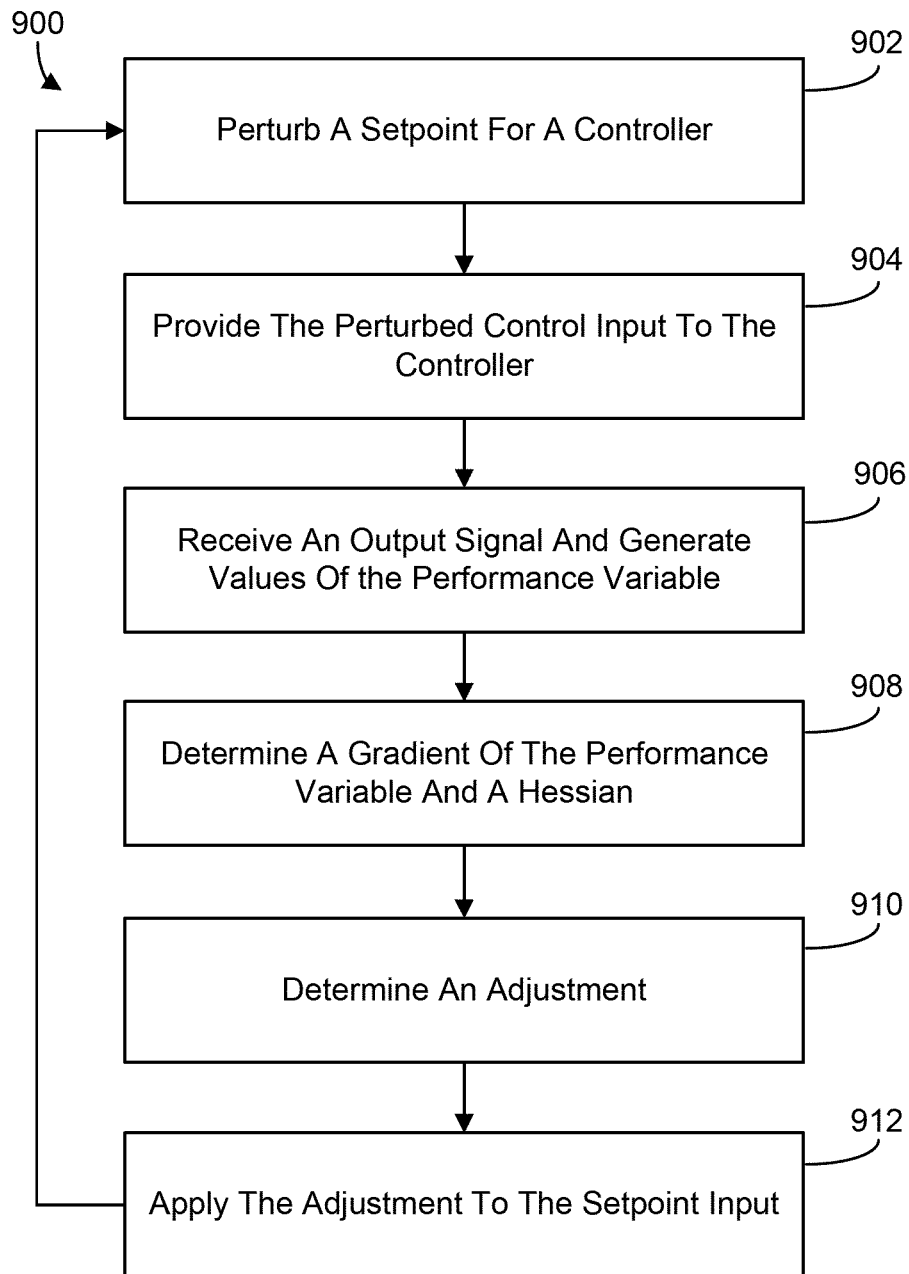 900
902
Perturb A Setpoint For A Controller
904
Provide The Perturbed Control Input To The
Controller
906
Receive An Output Signal And Generate
Values Of the Performance Variable
908
Determine A Gradient Of The Performance
Variable And A Hessian
910
Determine An Adjustment
912
Apply The Adjustment To The Setpoint Input